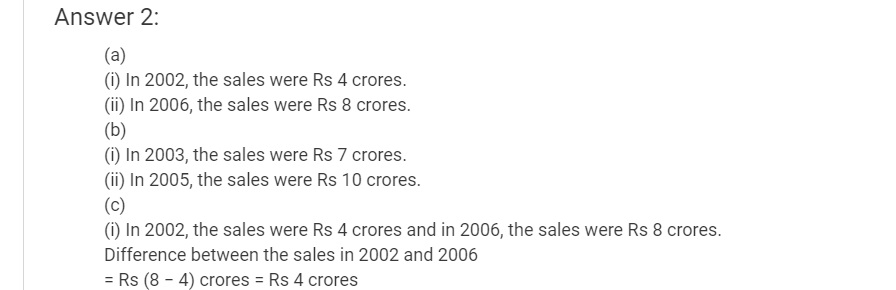 Answer 2:
(a)
(i) In 2002, the sales were Rs 4 crores.
(ii) In 2006, the sales were Rs 8 crores.
(b)
(i) In 2003, the sales were Rs 7 crores.
(ii) In 2005, the sales were Rs 10 crores.
(c)
(i) In 2002, the sales were Rs 4 crores and in 2006, the sales were Rs 8 crores.
Difference between the sales in 2002 and 2006
= Rs (8 − 4) crores = Rs 4 crores